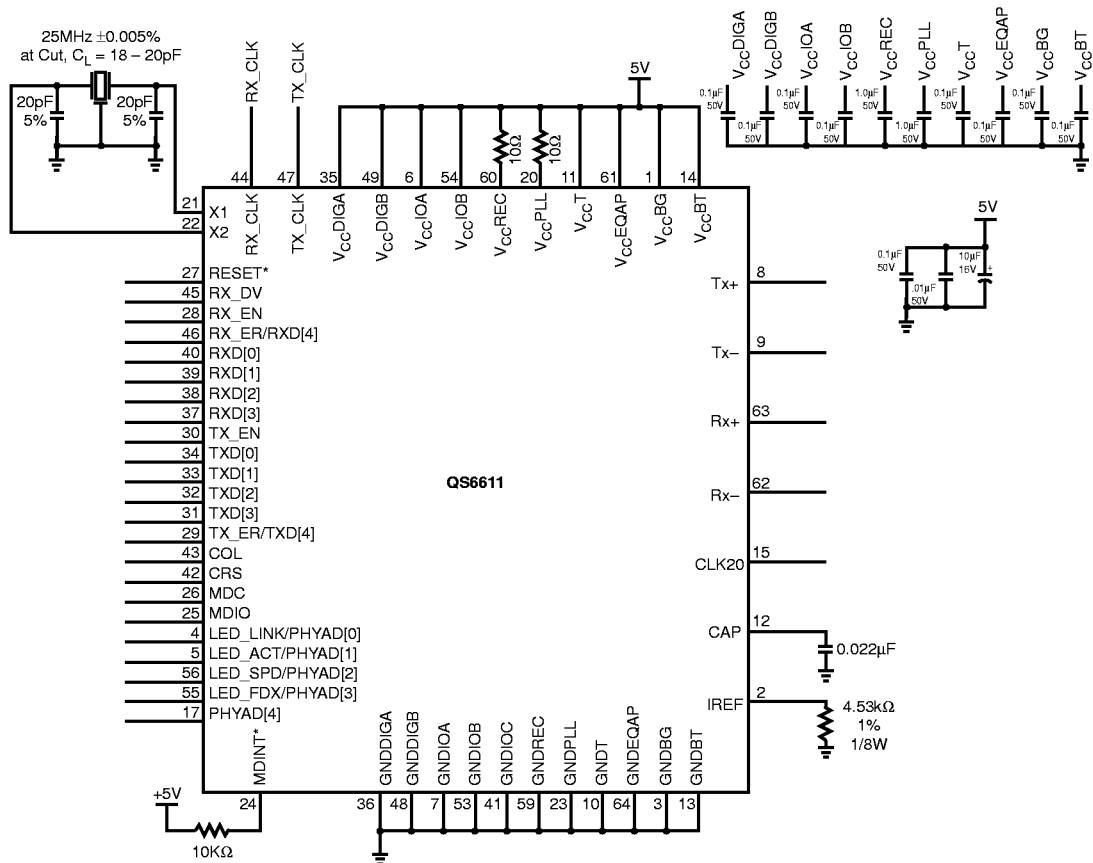 25MHz ±0.005%
at Cut, CL = 18 – 20pF
20pF
5%
20pF
5%
RX_CLK
TX_CLK
5V
10Ω
10Ω
VCCDIGA
VCCDIGB
VCCIOA
VCCIOB
VCCREC
VCCPLL
VCCT
VCCEQAP
VCCBG
VCCBT
0.1µF
50V
0.1µF
50V
0.1µF
50V
0.1µF
50V
1.0µF
50V
1.0µF
50V
0.1µF
50V
0.1µF
50V
0.1µF
50V
0.1µF
50V
44
47
35
49
6
54
60
20
11
61
1
14
RX_CLK
TX_CLK
VCCDIGA
VCCDIGB
VCCIOA
VCCIOB
VCCREC
VCCPLL
VCCT
VCCEQAP
VCCBG
VCCBT
21 X1
22 X2
27 RESET*
45 RX_DV
28 RX_EN
46 RX_ER/RXD[4]
40 RXD[0]
39 RXD[1]
38 RXD[2]
37 RXD[3]
30 TX_EN
34 TXD[0]
33 TXD[1]
32 TXD[2]
31 TXD[3]
29 TX_ER/TXD[4]
43 COL
42 CRS
26 MDC
25 MDIO
4 LED_LINK/PHYAD[0]
5 LED_ACT/PHYAD[1]
56 LED_SPD/PHYAD[2]
55 LED_FDX/PHYAD[3]
17 PHYAD[4]
QS6611
Tx+ 8
Tx– 9
Rx+ 63
Rx– 62
CLK20 15
CAP 12
0.022µF
IREF 2
4.53kΩ
1%
1/8W
5V
0.1µF
50V
.01µF
50V
10µF
16V
+
MDINT*
GNDDIGA
GNDDIGB
GNDIOA
GNDIOB
GNDIOC
GNDREC
GNDPLL
GNDT
GNDEQAP
GNDBG
GNDBT
+5V
10KΩ
24
36
48
7
53
41
59
23
10
64
3
13